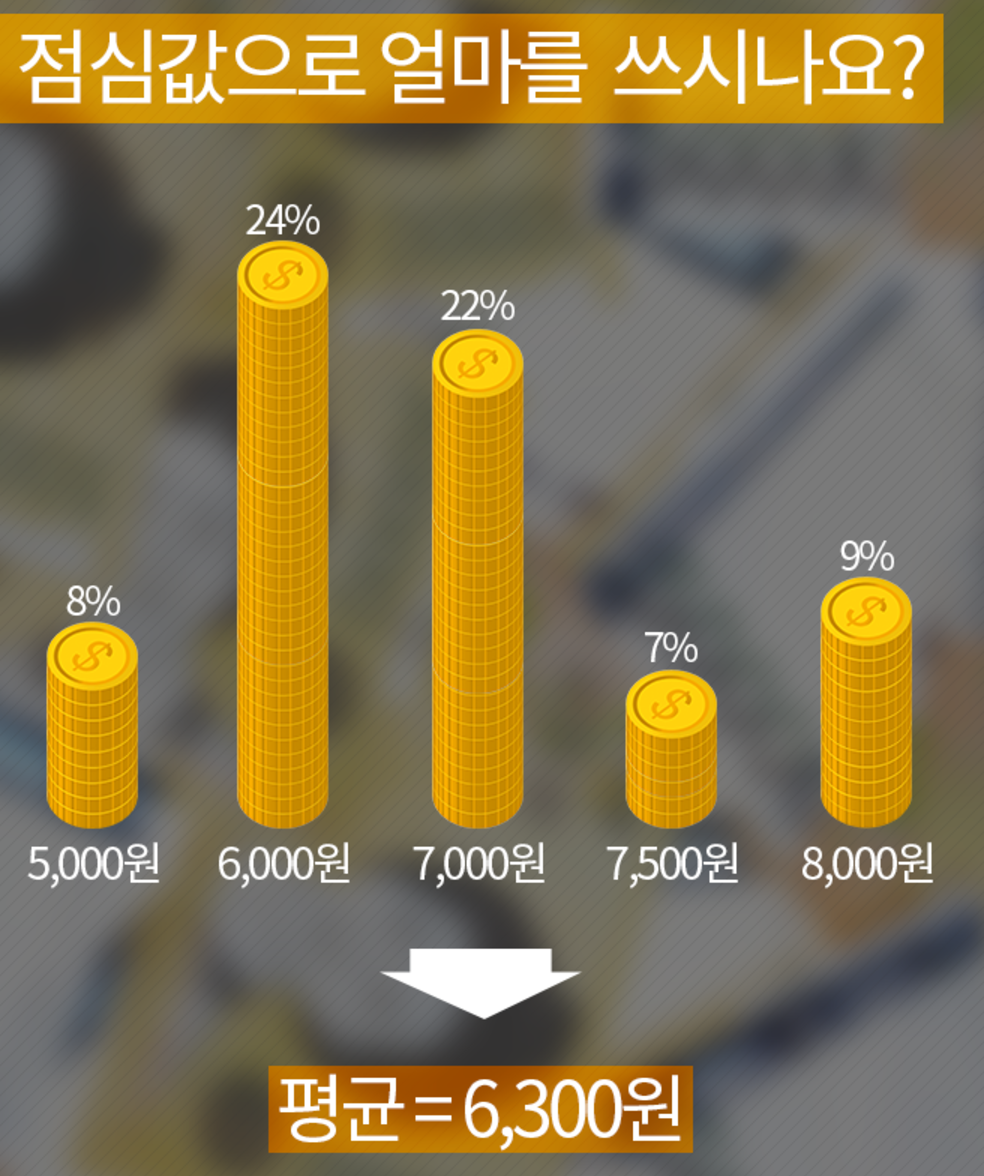 점심값으로 얼마를 쓰시나요?
24%
22%
9%
8%
7%
5,000원 6,000원 7,000원 7,500원 8,000원
평균 = 6,300원